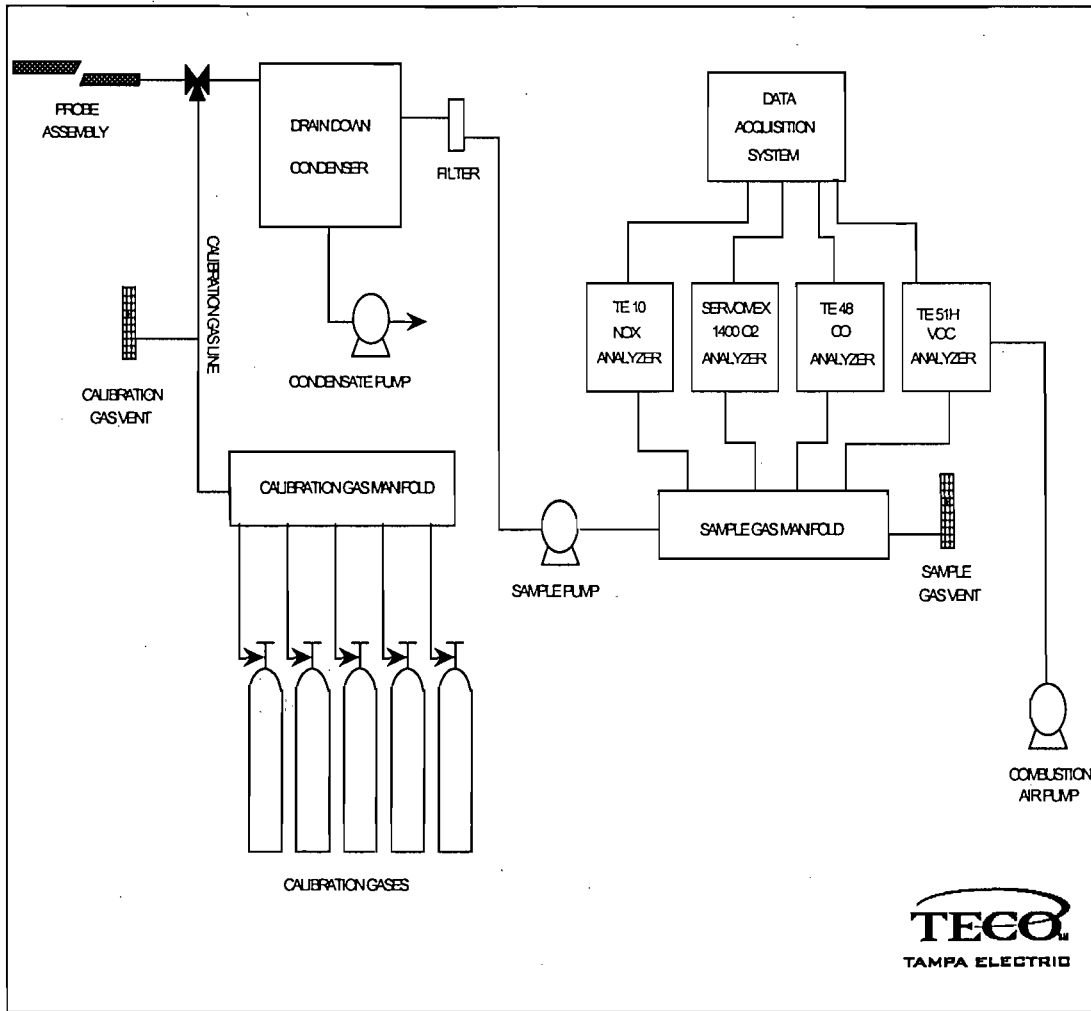 PROBE
ASSEMBLY
DRAIN DOWN
CONDENSER
FILTER
DATA
ACQUISITION
SYSTEM
CALIBRATION GAS LINE
TE 10
NOX
ANALYZER
SERVOMEX
1400 O2
ANALYZER
TE 48
CO
ANALYZER
TE 51H
VOC
ANALYZER
CALIBRATION
GAS VENT
CONDENSATE PUMP
CALIBRATION GAS MANIFOLD
SAMPLE PUMP
SAMPLE GAS MANIFOLD
SAMPLE
GAS VENT
COMBUSTION
AIR PUMP
CALIBRATION GASES
TECO
TAMPA ELECTRIC